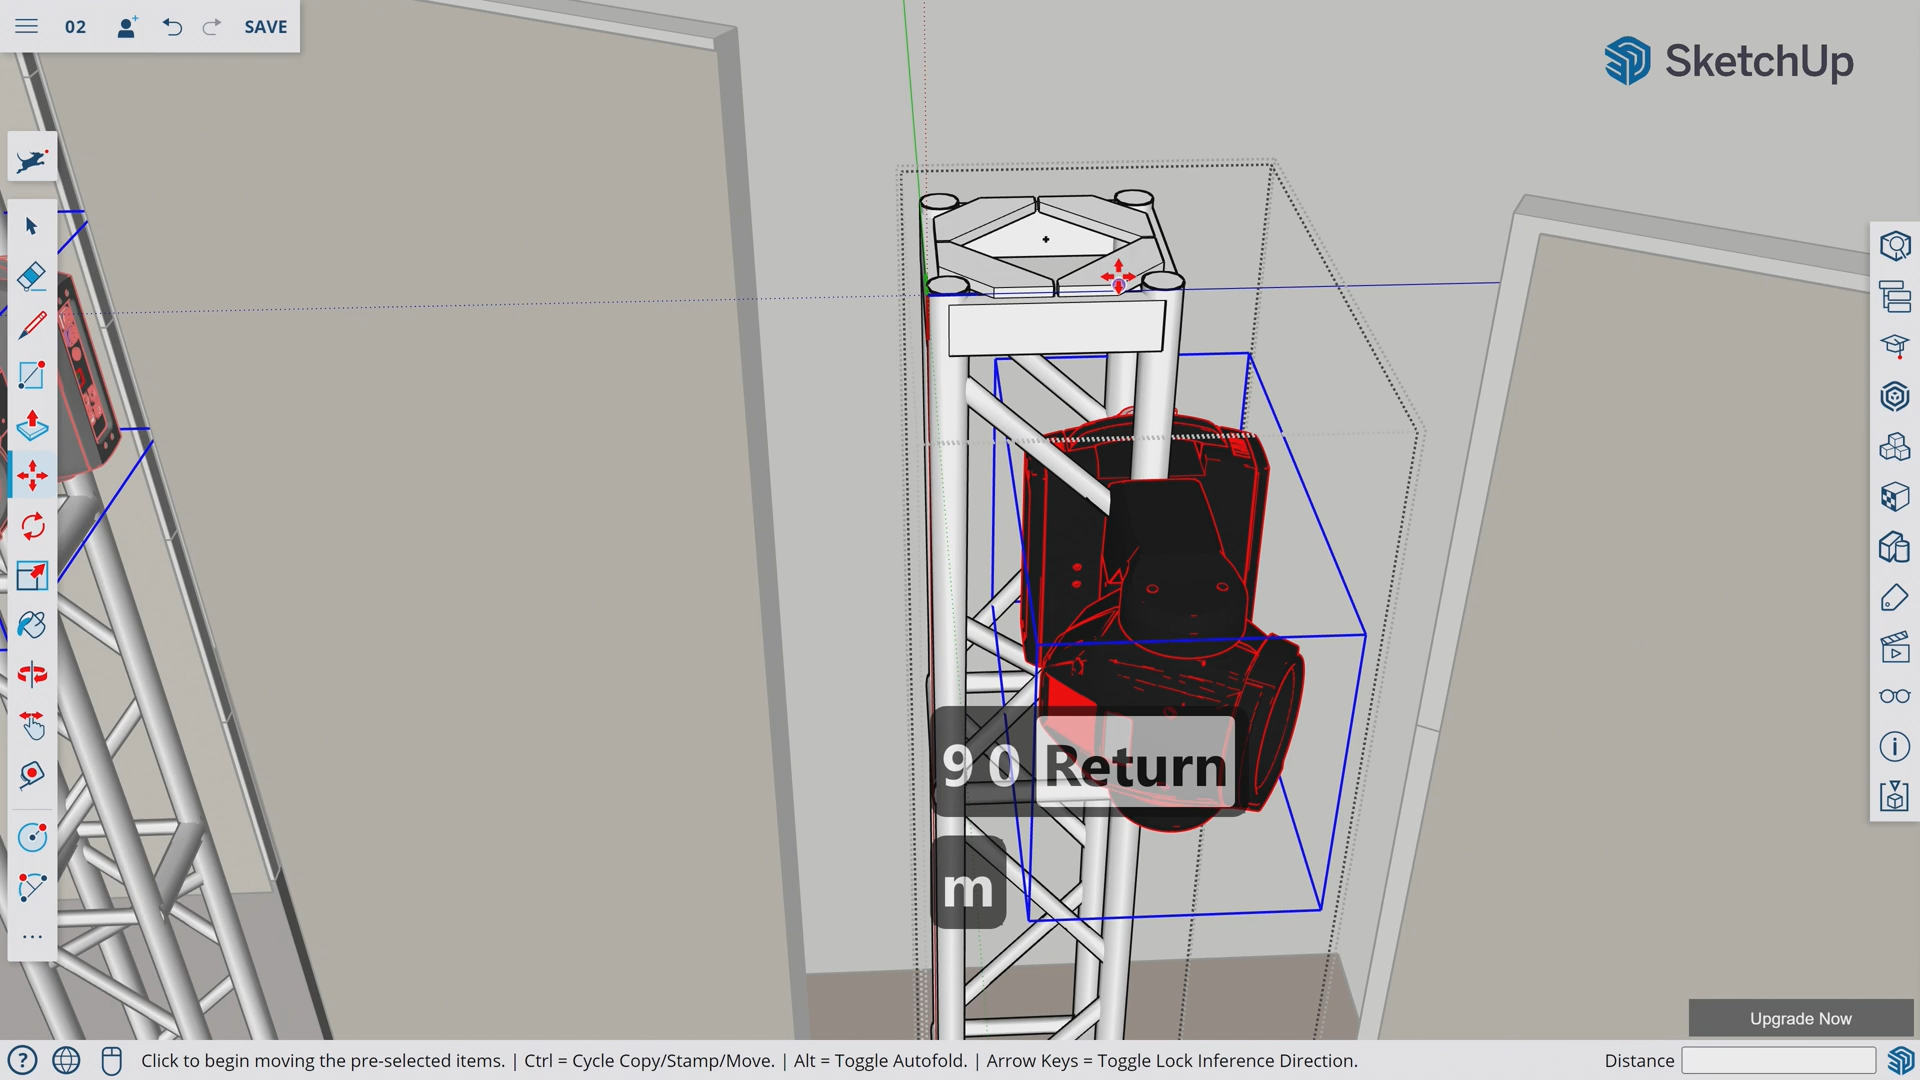 02
SAVE
SketchUp
90 Return
m
Upgrade Now
Click to begin moving the pre-selected items. | Ctrl = Cycle Copy/Stamp/Move. | Alt = Toggle Autofold. | Arrow Keys = Toggle Lock Inference Direction.
Distance